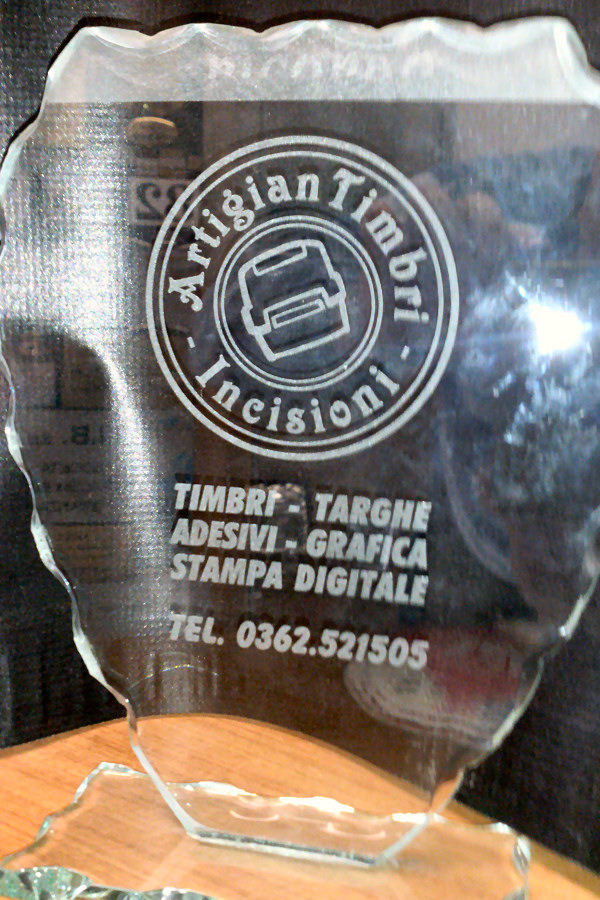 ArtigianTimbri
- Incisioni -
TIMBRI - TARGHE
ADESIVI - GRAFICA
STAMPA DIGITALE
TEL. 0362.521505